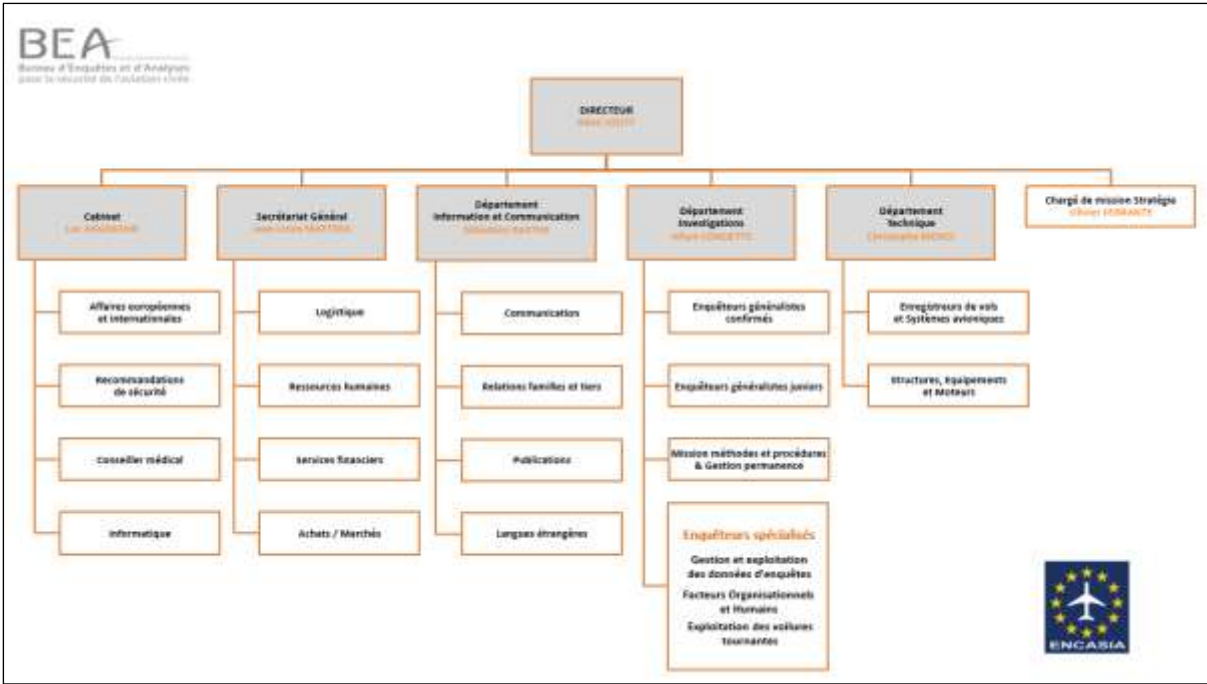 BEA
Bureau d'Enquêtes et d'Analyses
pour la sécurité de l'aviation civile
DIRECTEUR
Cabinet
Secrétariat Général
Département
Information et Communication
Département
Investigations
Département
Technique
Chargé de mission Stratégie
Affaires européennes
et internationales
Logistique
Communication
Enquêteurs généralistes
confirmés
Enregistreurs de vols
et Systèmes avioniques
Recommandations
de sécurité
Ressources humaines
Relations familles et tiers
Enquêteurs généralistes juniors
Structures, Equipements
et Moteurs
Conseiller médical
Services financiers
Publications
Mission méthodes et procédures
& Gestion permanence
Informatique
Achats / Marchés
Langues étrangères
Enquêteurs spécialisés
Gestion et exploitation
des données d'enquêtes
Facteurs Organisationnels
et Humains
Exploitation des voilures
tournantes
ENCASIA